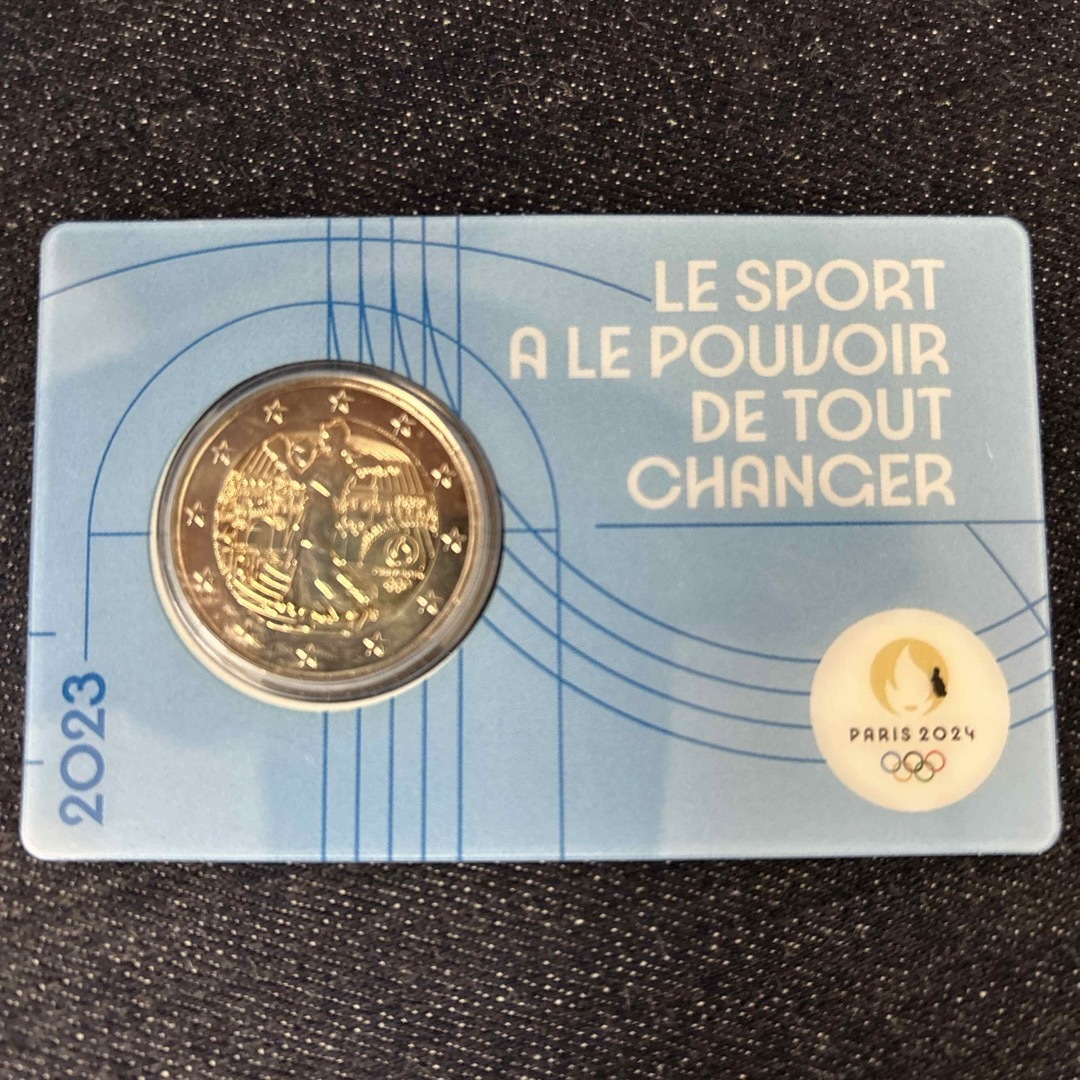 LE SPORT
A LE POUVOIR
DE TOUT
CHANGER
2023
PARIS 2024